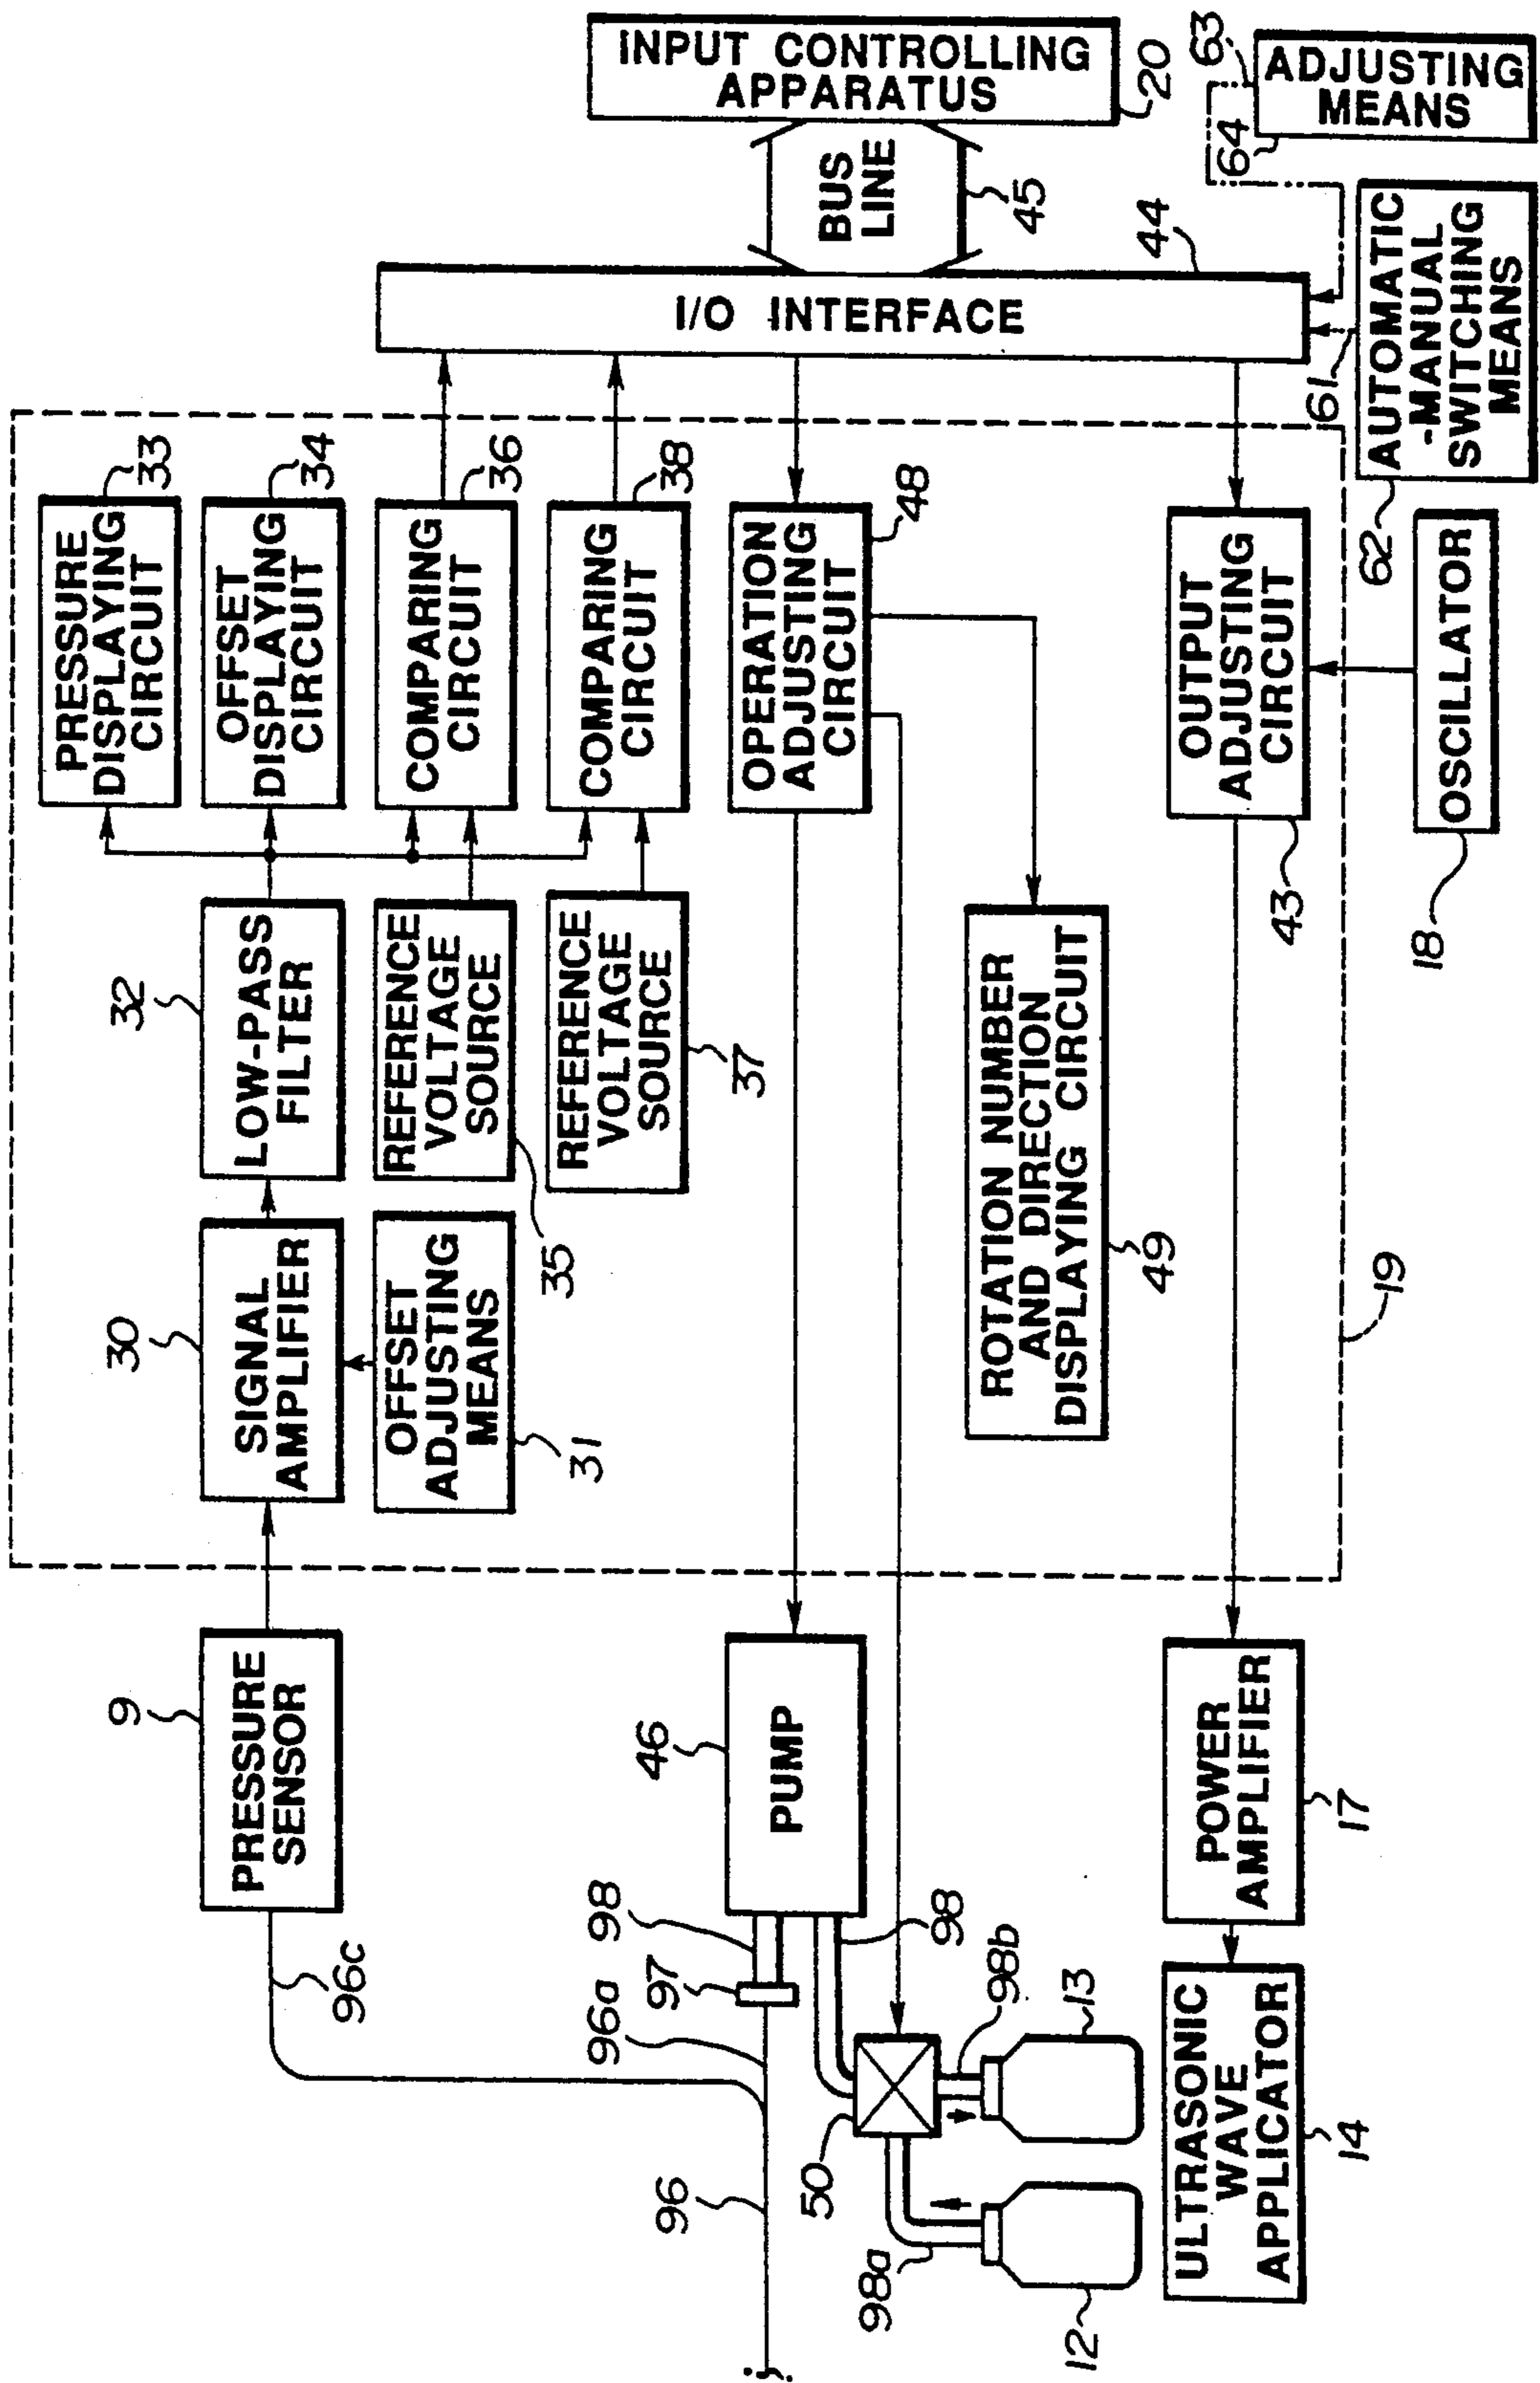 9
PRESSURE
SENSOR
96c
30
SIGNAL
AMPLIFIER
32
LOW-PASS
FILTER
PRESSURE
DISPLAYING
CIRCUIT
33
OFFSET
DISPLAYING
CIRCUIT
34
OFFSET
ADJUSTING
MEANS
31
REFERENCE
VOLTAGE
SOURCE
35
COMPARING
CIRCUIT
36
REFERENCE
VOLTAGE
SOURCE
37
COMPARING
CIRCUIT
38
I/O INTERFACE
44
BUS
LINE
45
INPUT CONTROLLING
APPARATUS
20
96
96a
97
98
46
PUMP
98
OPERATION
ADJUSTING
CIRCUIT
48
50
98a
98b
12
13
ROTATION NUMBER
AND DIRECTION
DISPLAYING CIRCUIT
49
ULTRASONIC
WAVE
APPLICATOR
14
POWER
AMPLIFIER
17
OUTPUT
ADJUSTING
CIRCUIT
43
19
18
OSCILLATOR
61
62
AUTOMATIC
-MANUAL
SWITCHING
MEANS
63
64
ADJUSTING
MEANS